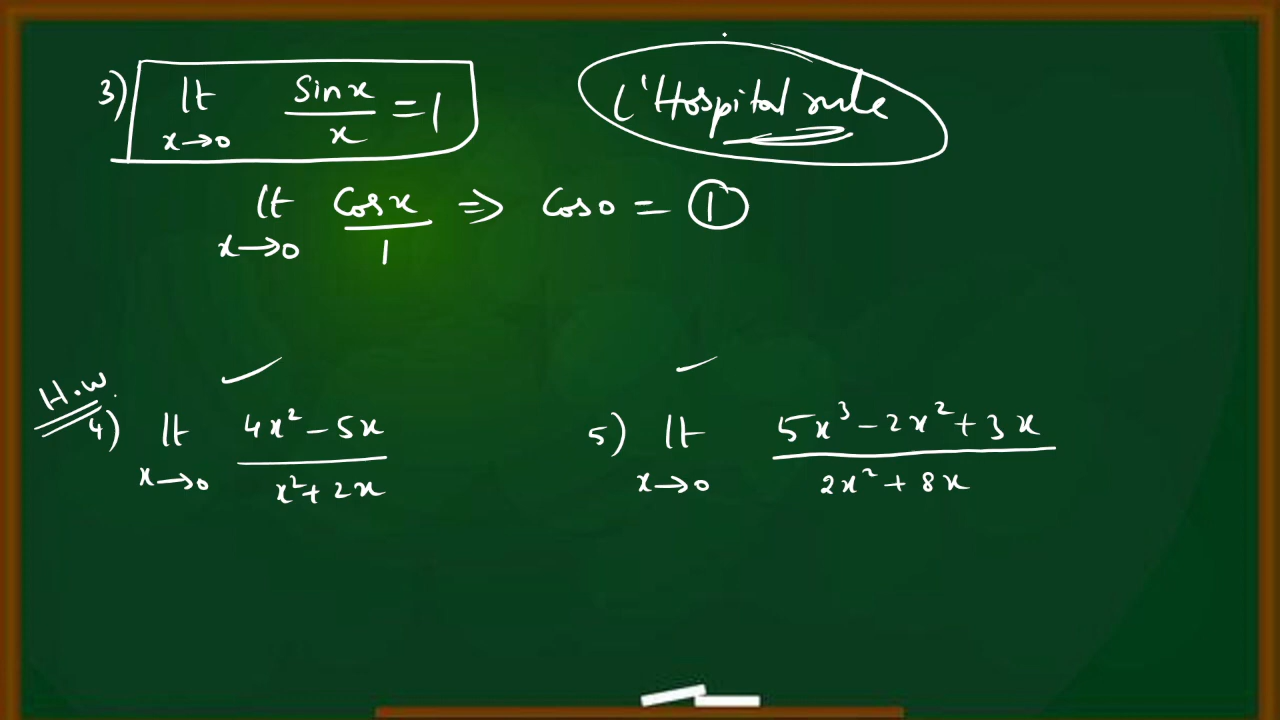 3) lt x→0 Sinx/x = 1
L'Hospital rule
lt x→0 Cosx/1 ⇒ Cos0 = 1
H.W.
4) lt x→0 4x² - 5x / x² + 2x
5) lt x→0 5x³ - 2x² + 3x / 2x² + 8x